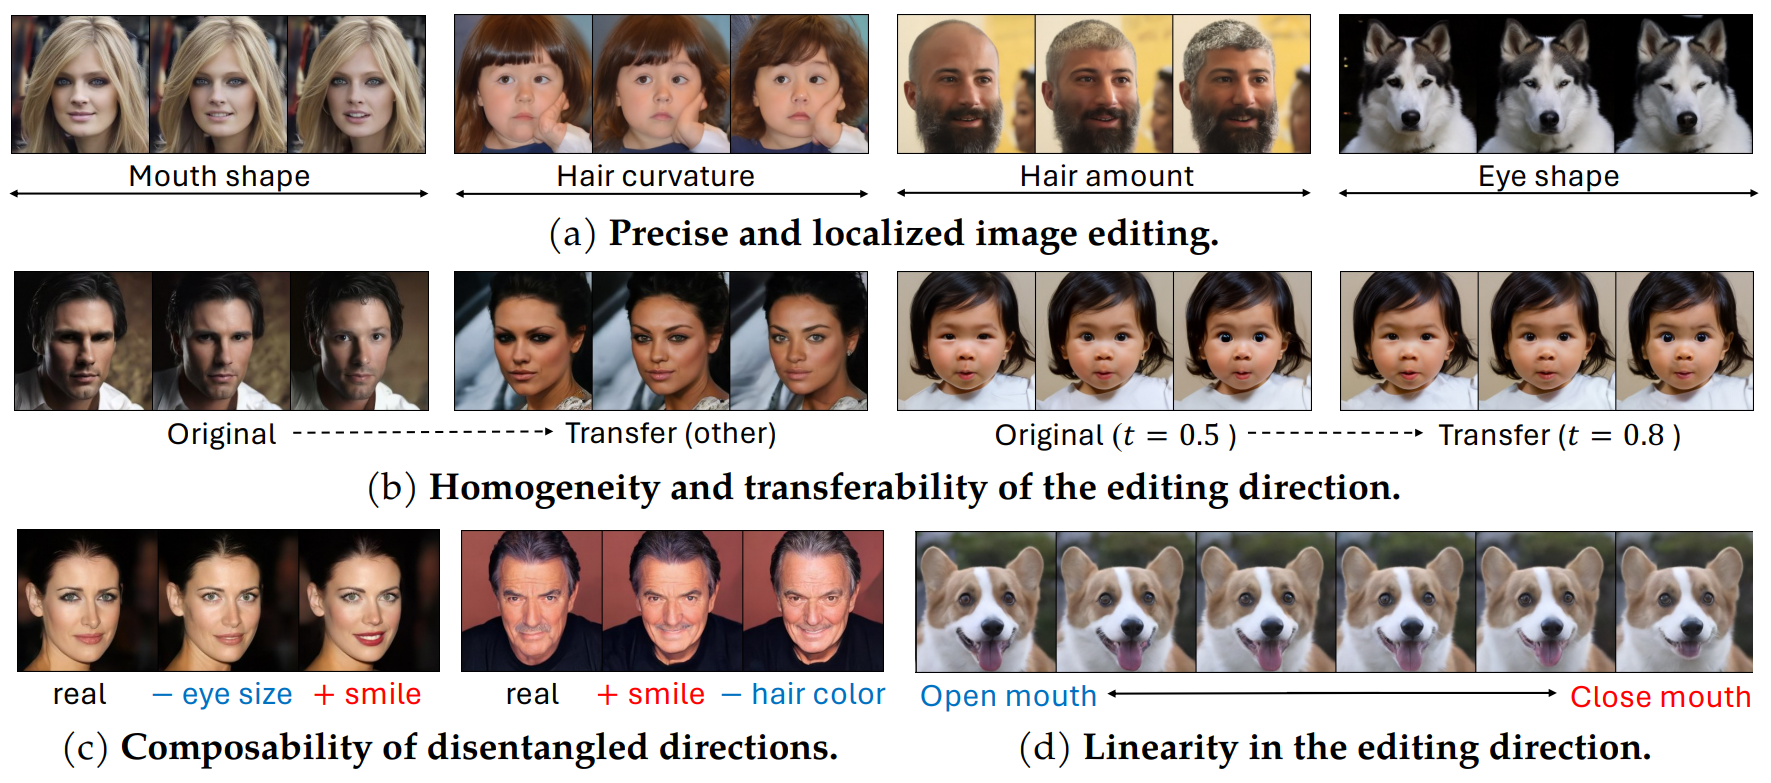 Mouth shape
Hair curvature
Hair amount
Eye shape
(a) Precise and localized image editing.
Original
Transfer (other)
Original (t = 0.5 )
Transfer (t = 0.8 )
(b) Homogeneity and transferability of the editing direction.
real
− eye size
+ smile
real
+ smile
− hair color
Open mouth
Close mouth
(c) Composability of disentangled directions.
(d) Linearity in the editing direction.